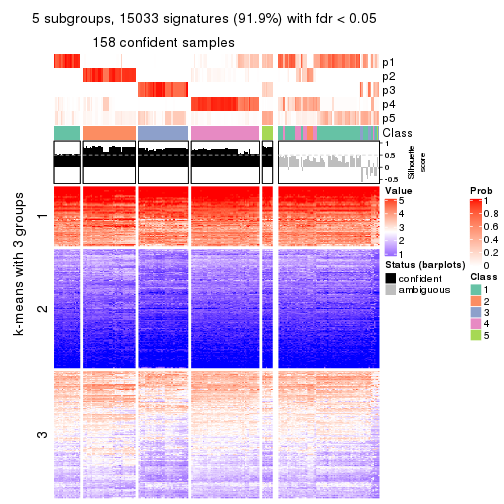 5 subgroups, 15033 signatures (91.9%) with fdr < 0.05
158 confident samples
p1
p2
p3
p4
p5
Class
1
0.5
0
-0.5
Silhouette
score
k-means with 3 groups
1
2
3
Value
5
4
3
2
1
Status (barplots)
confident
ambiguous
Prob
1
0.8
0.6
0.4
0.2
0
Class
1
2
3
4
5